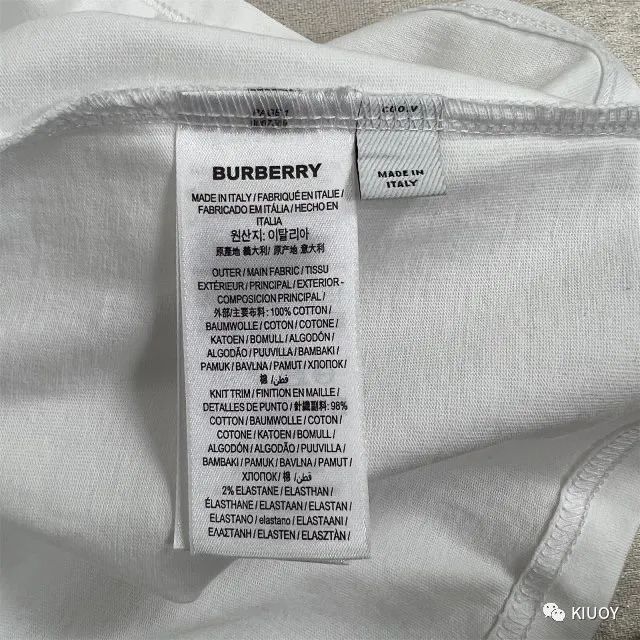 COO.V
MADE IN
ITALY
BURBERRY
MADE IN ITALY / FABRIQUÉ EN ITALIE /
FABRICADO EM ITÁLIA / HECHO EN
ITALIA
원산지: 이탈리아
原產地 義大利 / 原产地 意大利
OUTER / MAIN FABRIC / TISSU
EXTÉRIEUR / PRINCIPAL / EXTERIOR -
COMPOSICION PRINCIPAL /
外部/主要布料: 100% COTTON /
BAUMWOLLE / COTON / COTONE /
KATOEN / BOMULL / ALGODÓN /
ALGODÃO / PUUVILLA / BAMBAKI /
PAMUK / BAVLNA / PAMUT / ХЛОПОК /
棉 /قطن
KNIT TRIM / FINITION EN MAILLE /
DETALLES DE PUNTO / 針織副料: 98%
COTTON / BAUMWOLLE / COTON /
COTONE / KATOEN / BOMULL /
ALGODÓN / ALGODÃO / PUUVILLA /
BAMBAKI / PAMUK / BAVLNA / PAMUT /
ХЛОПОК / 棉 /قطن
2% ELASTANE / ELASTHAN /
ÉLASTHANE / ELASTAAN / ELASTAN /
ELASTANO / elastano / ELASTAANI /
ΕΛΑΣΤΑΝΗ / ELASTEN / ELASZTÁN /
KIUOY